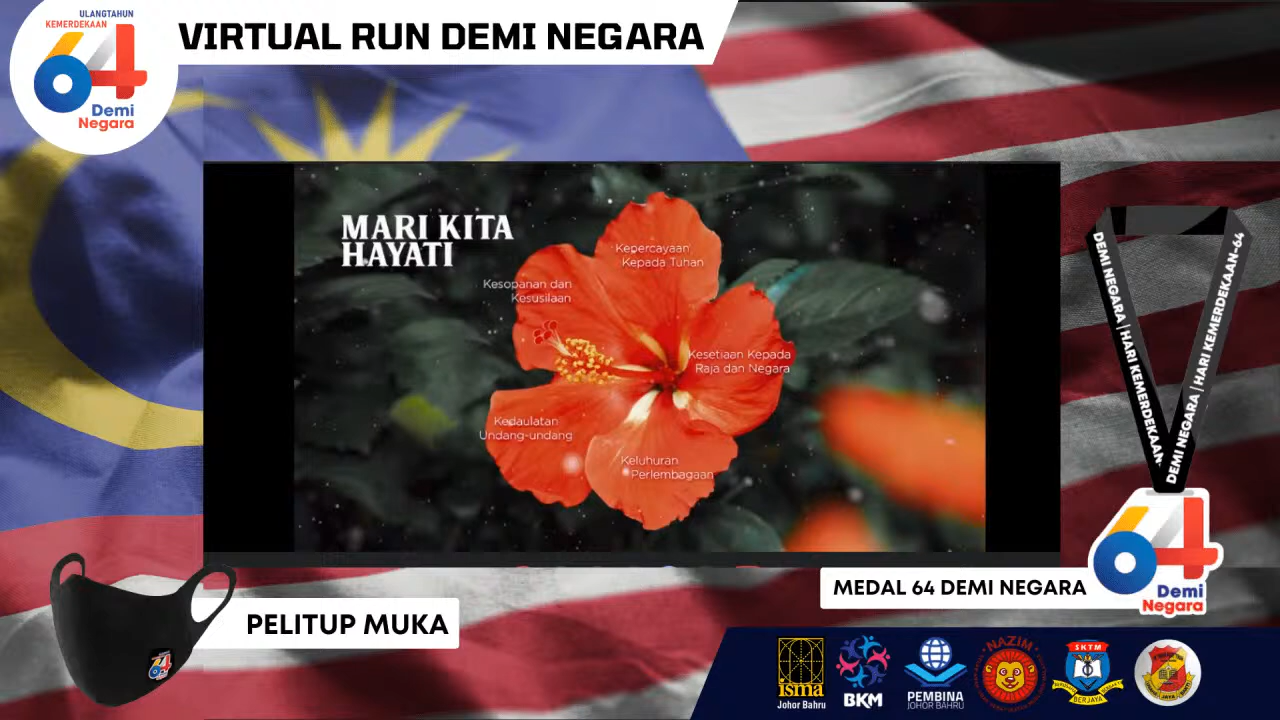 ULANGTAHUN
KEMERDEKAAN
64
Demi
Negara
VIRTUAL RUN DEMI NEGARA
MARI KITA
HAYATI
Kepercayaan
Kepada Tuhan
Kesopanan dan
Kesusilaan
Kesetiaan Kepada
Raja dan Negara
Kedaulatan
Undang-undang
Keluhuran
Perlembagaan
DEMI NEGARA | HARI KEMERDEKAAN-
DEMI NEGARA | HARI KEMERDEKAAN-64
64
Demi
Negara
MEDAL 64 DEMI NEGARA
64
PELITUP MUKA
isma
Johor Bahru
BKM
PEMBINA
JOHOR BAHRU
NAZIM
SKTM
BERJAYA